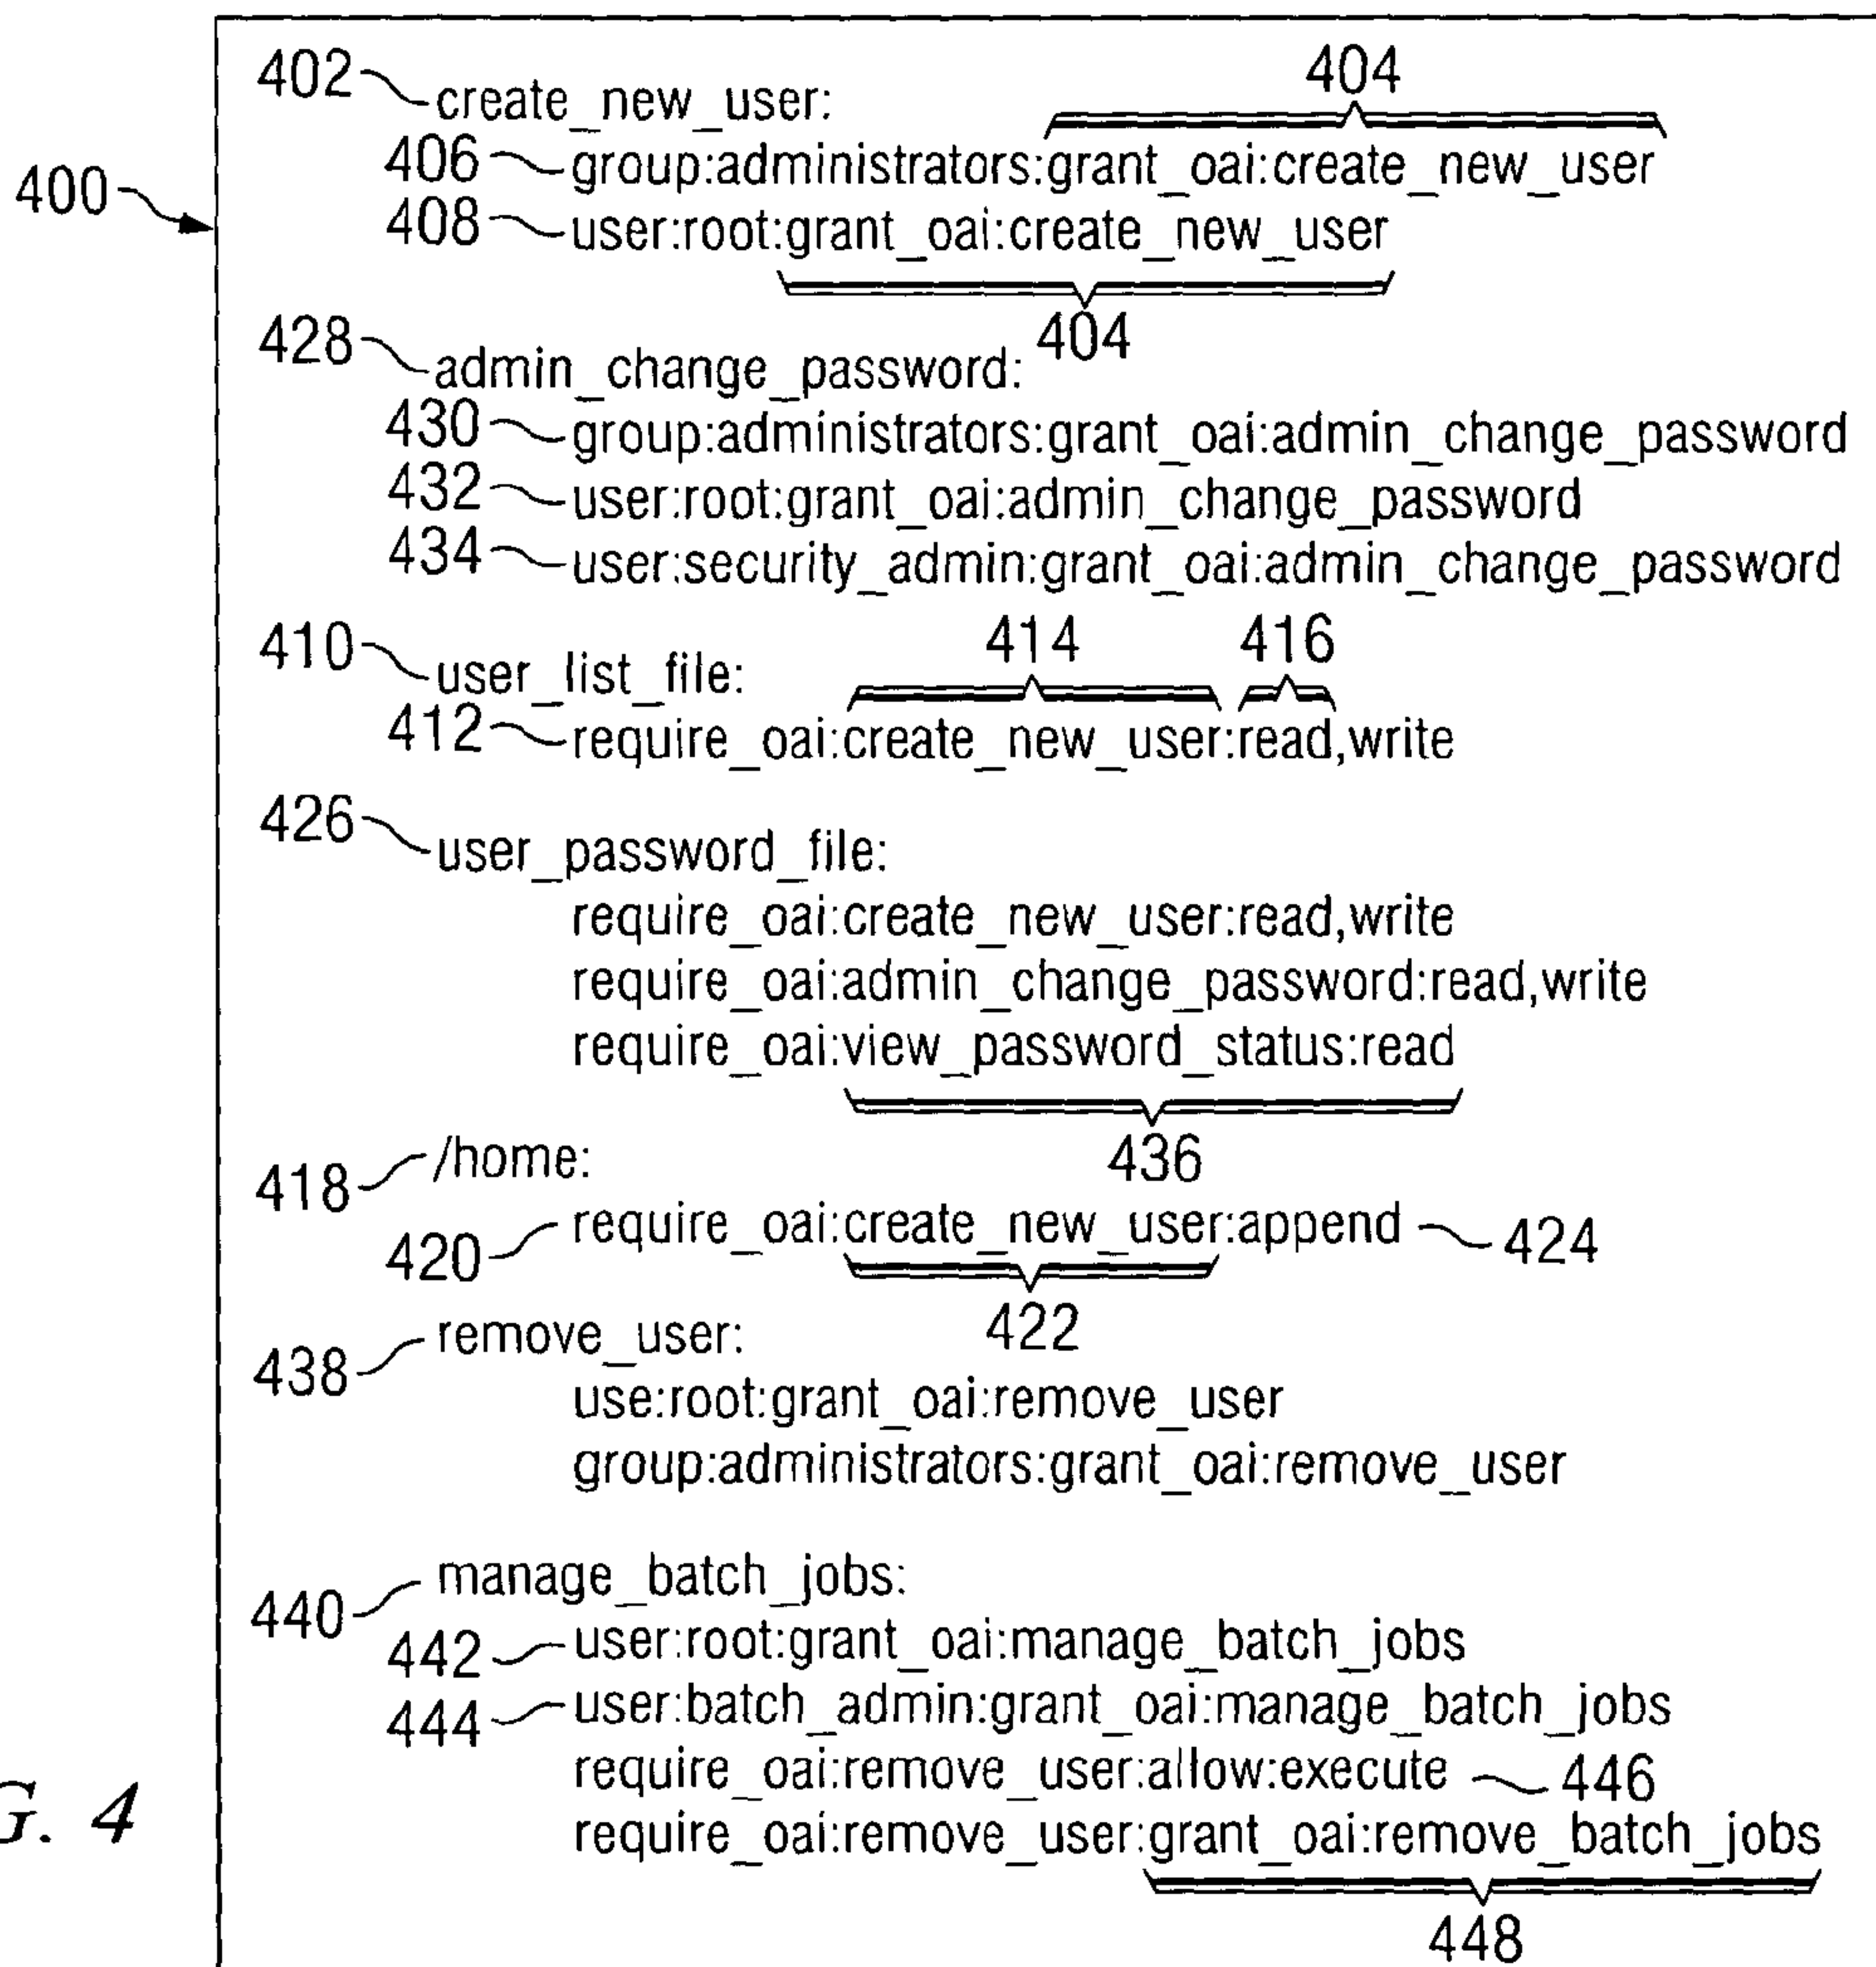 402 create_new_user: 404
406 group:administrators:grant_oai:create_new_user
400
408 user:root:grant_oai:create_new_user
404
428 admin_change_password:
430 group:administrators:grant_oai:admin_change_password
432 user:root:grant_oai:admin_change_password
434 user:security_admin:grant_oai:admin_change_password
410 user_list_file: 414 416
412 require_oai:create_new_user:read,write
426 user_password_file:
require_oai:create_new_user:read,write
require_oai:admin_change_password:read,write
require_oai:view_password_status:read
436
418 /home:
420 require_oai:create_new_user:append 424
422
438 remove_user:
use:root:grant_oai:remove_user
group:administrators:grant_oai:remove_user
440 manage_batch_jobs:
442 user:root:grant_oai:manage_batch_jobs
444 user:batch_admin:grant_oai:manage_batch_jobs
require_oai:remove_user:allow:execute 446
require_oai:remove_user:grant_oai:remove_batch_jobs
448
G. 4